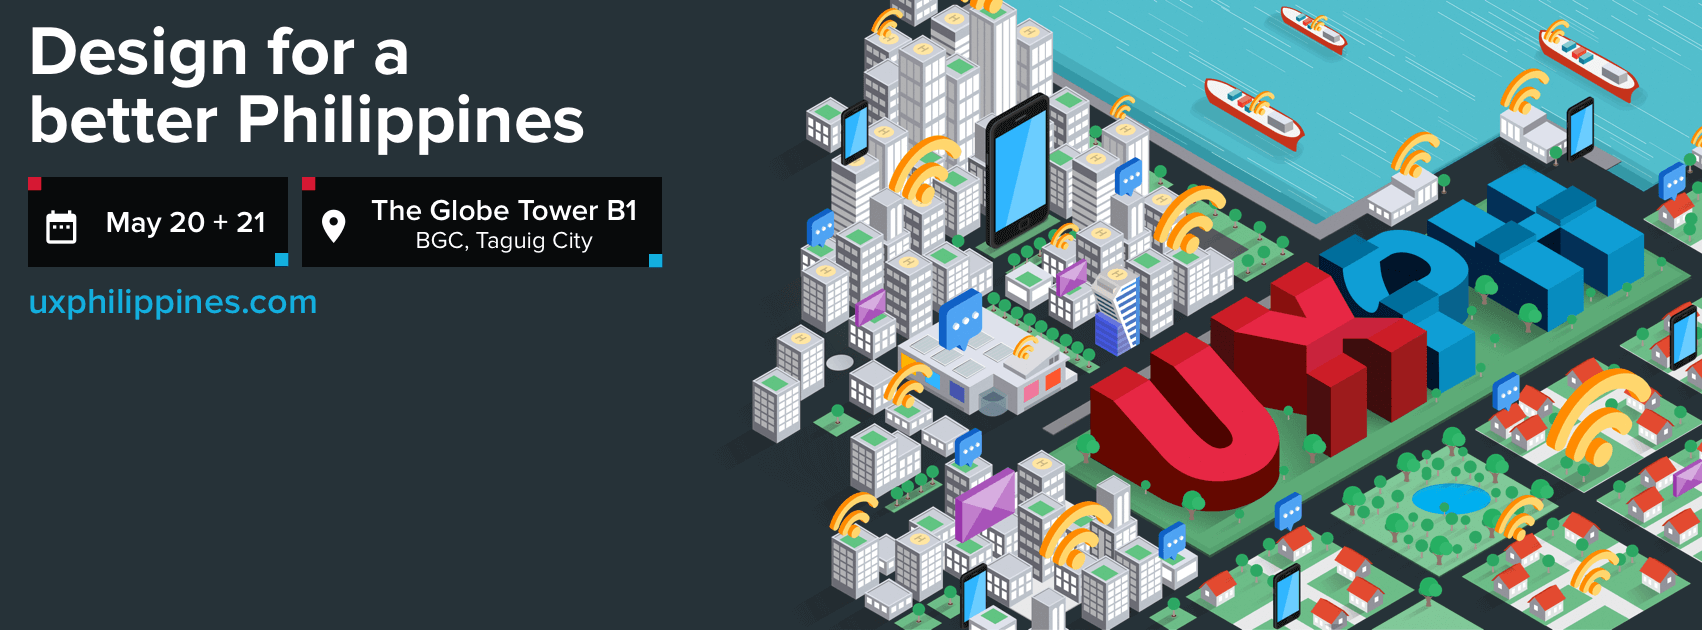 Design for a
better Philippines
May 20 + 21
The Globe Tower B1
BGC, Taguig City
uxphilippines.com
UXPH